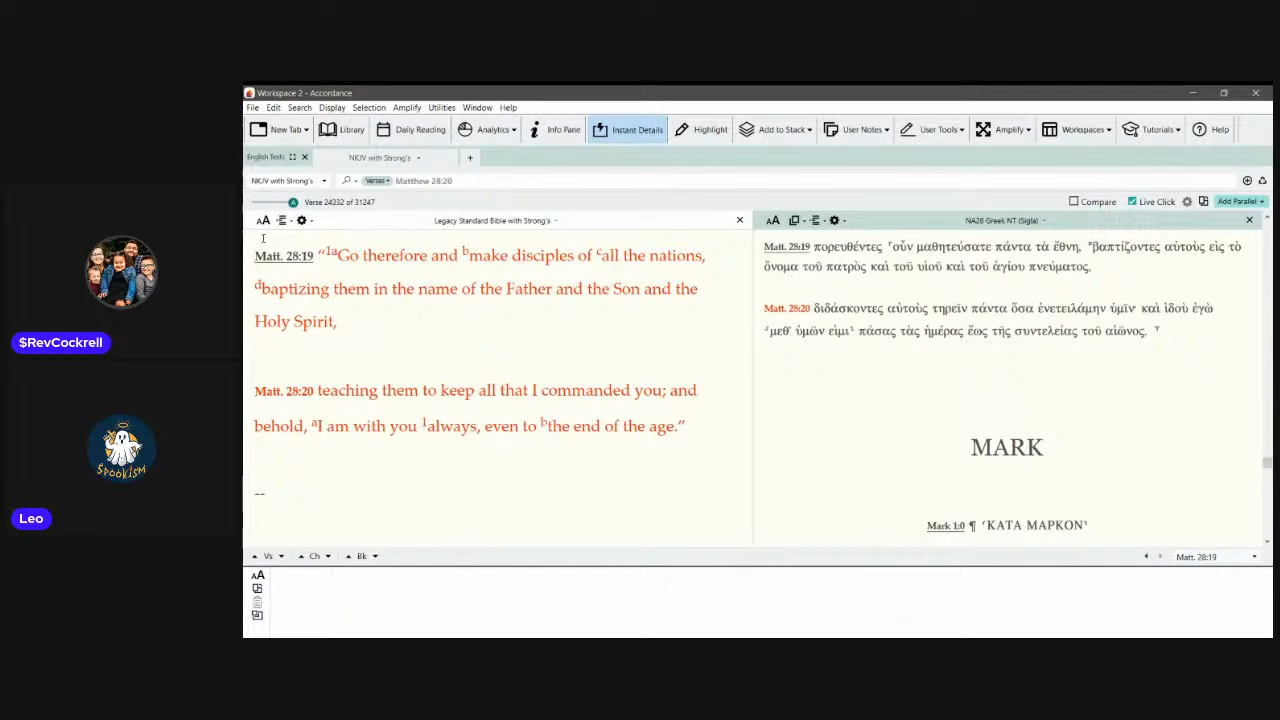 Workspace 2 - Accordance
File Edit Search Display Selection Amplify Utilities Window Help
New Tab Library Daily Reading Analytics Info Pane Instant Details Highlight Add to Stack User Notes User Tools Amplify Workspaces Tutorials Help
English Texts NKJV with Strong's +
NKJV with Strong's Verses Matthew 28:20
A Verse 24332 of 31247 Compare Live Click Add Parallel
AA Legacy Standard Bible with Strong's
Matt. 28:19 “1aGo therefore and bmake disciples of call the nations,
dbaptizing them in the name of the Father and the Son and the
Holy Spirit,
Matt. 28:20 teaching them to keep all that I commanded you; and
behold, aI am with you 1always, even to bthe end of the age.”
--
AA NA28 Greek NT (Sigla)
Matt. 28:19 πορευθέντες ⸀οὖν μαθητεύσατε πάντα τὰ ἔθνη, ⸀βαπτίζοντες αὐτοὺς εἰς τὸ
ὄνομα τοῦ πατρὸς καὶ τοῦ υἱοῦ καὶ τοῦ ἁγίου πνεύματος,
Matt. 28:20 διδάσκοντες αὐτοὺς τηρεῖν πάντα ὅσα ἐνετειλάμην ὑμῖν· καὶ ἰδοὺ ἐγὼ
⸂μεθ’ ὑμῶν εἰμι⸃ πάσας τὰς ἡμέρας ἕως τῆς συντελείας τοῦ αἰῶνος. ⸆
MARK
Mark 1:0 ¶ ⸂ΚΑΤΑ ΜΑΡΚΟΝ⸃
Vs Ch Bk Matt. 28:19
AA
$RevCockrell
SPOOKISM
Leo